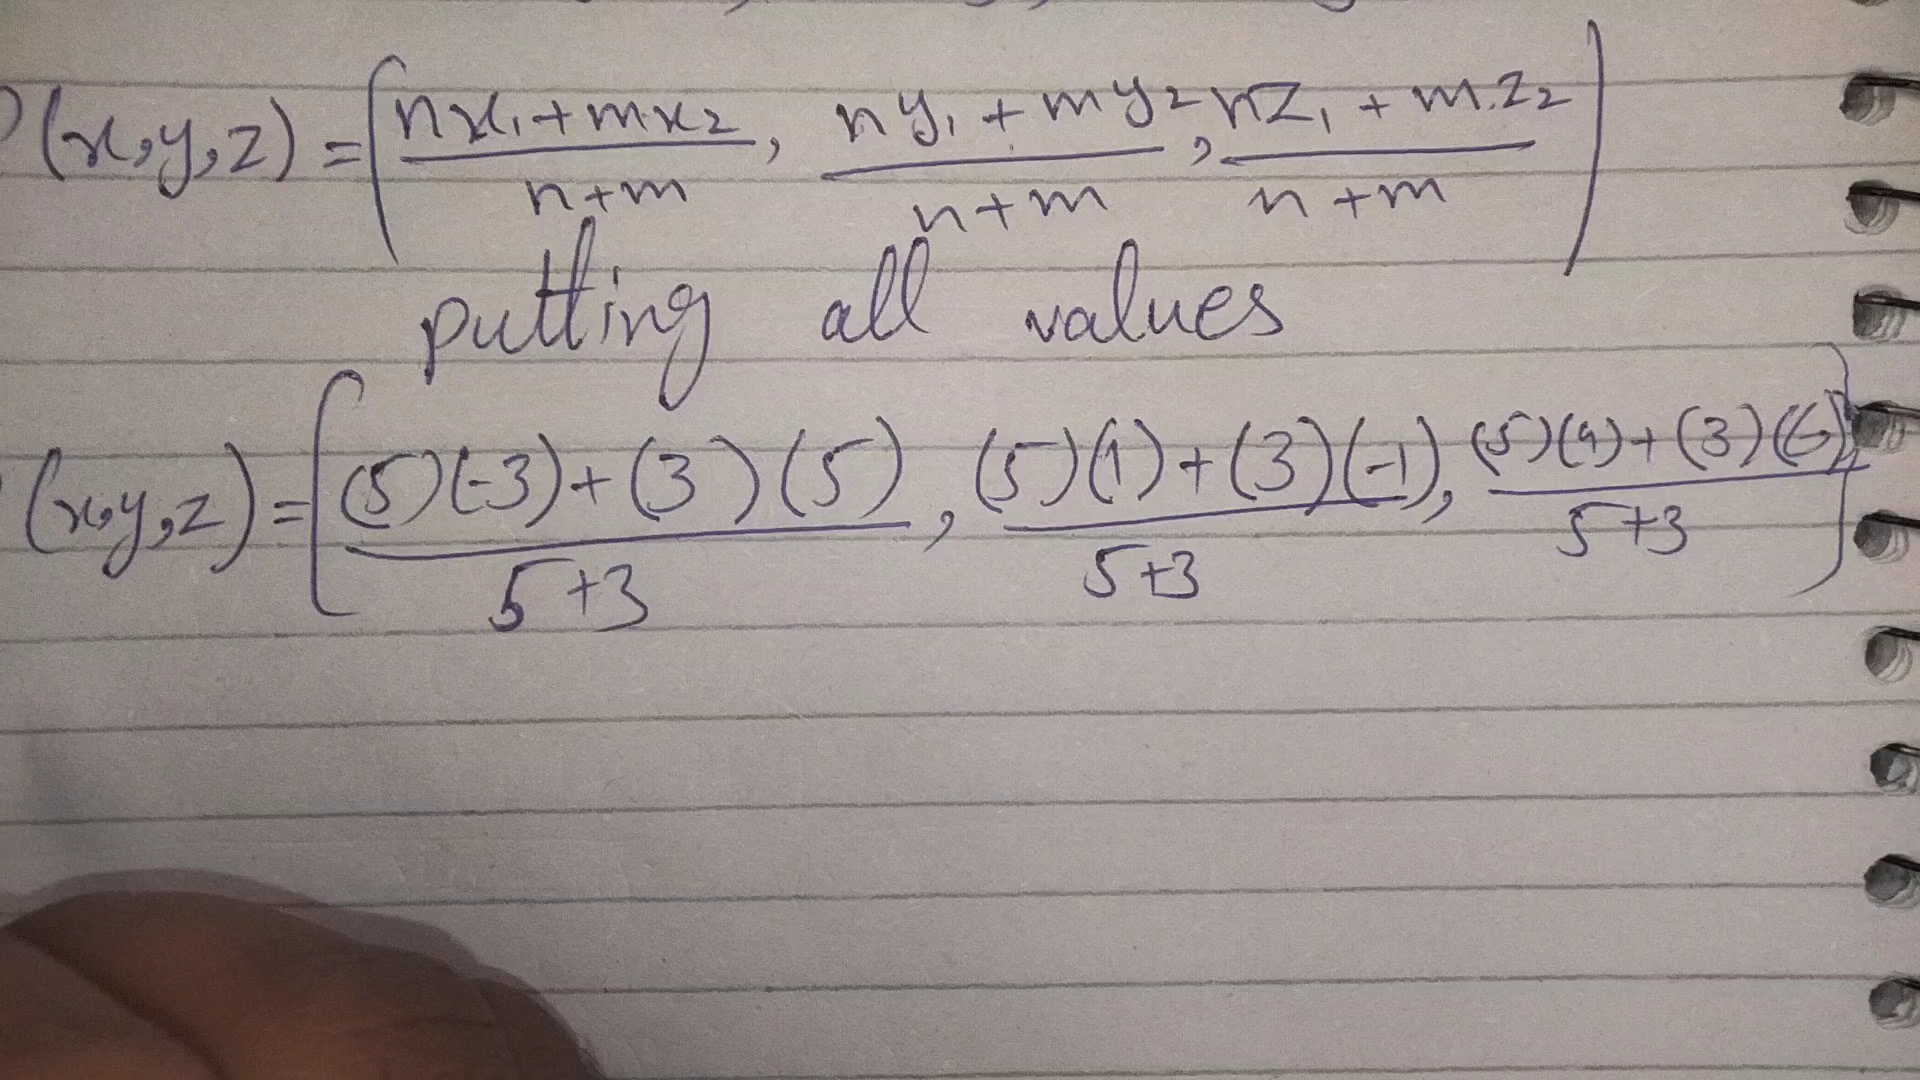 (x,y,z) = (nx₁+mx₂/n+m, ny₁+my₂/n+m, nz₁+m.z₂/n+m)
putting all values
(x,y,z) = ((5)(-3)+(3)(5)/5+3, (5)(1)+(3)(-1)/5+3, (5)(4)+(3)(6)/5+3)